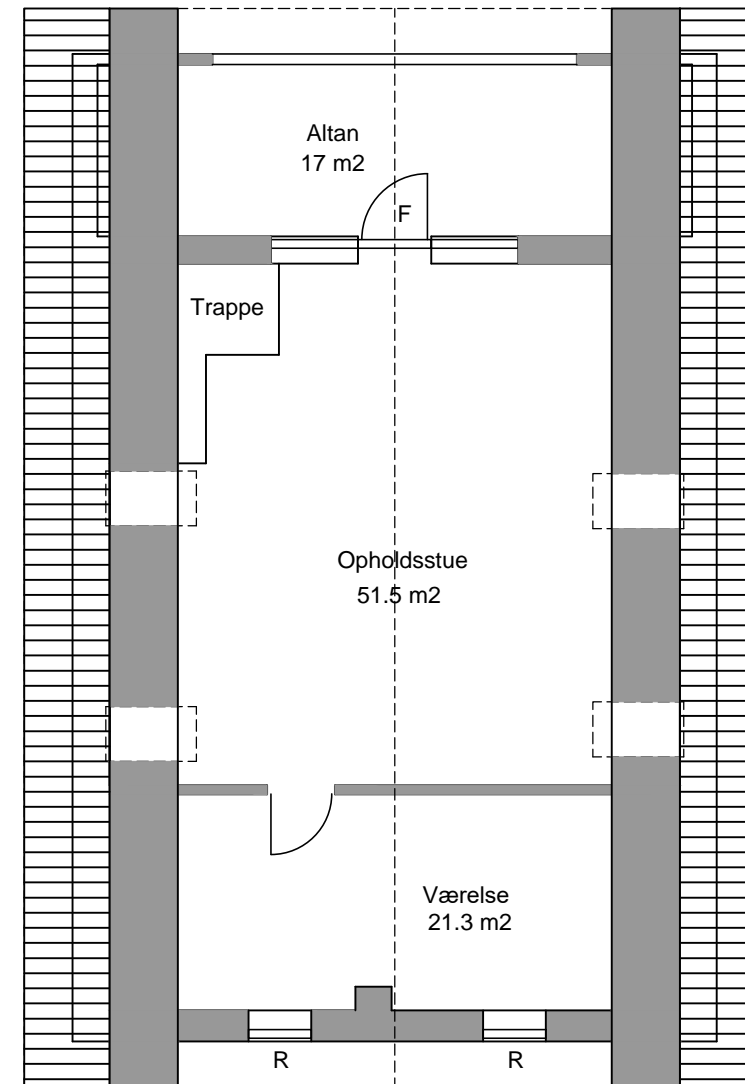 Altan
17 m2
F
Trappe
Opholdsstue
51.5 m2
Værelse
21.3 m2
R
R